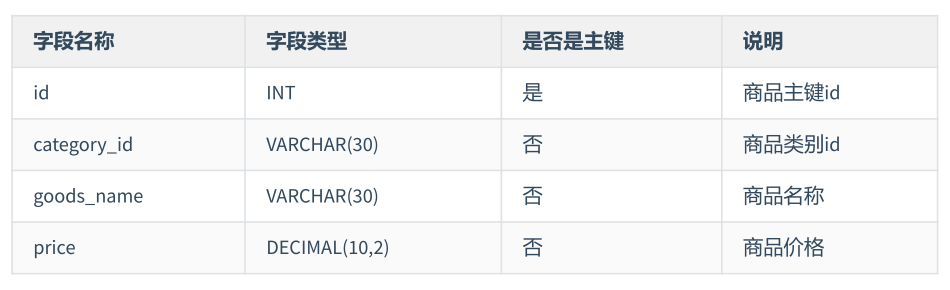 字段名称 字段类型 是否是主键 说明
id INT 是 商品主键id
category_id VARCHAR(30) 否 商品类别id
goods_name VARCHAR(30) 否 商品名称
price DECIMAL(10,2) 否 商品价格